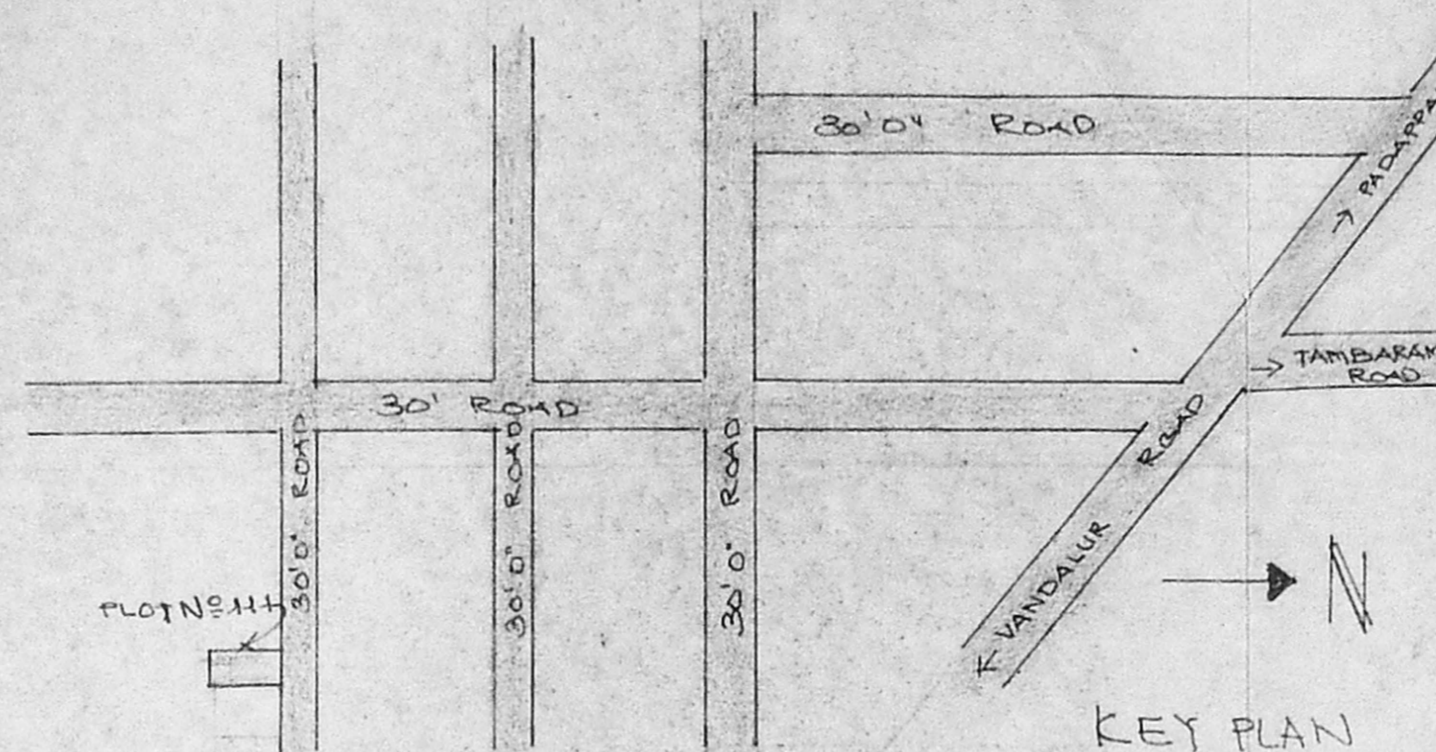 30'0" ROAD
PADAPPA
TAMBARAM
ROAD
30' ROAD
30'0" ROAD
30'0" ROAD
30'0" ROAD
VANDALUR ROAD
PLOT Nº
N
KEY PLAN